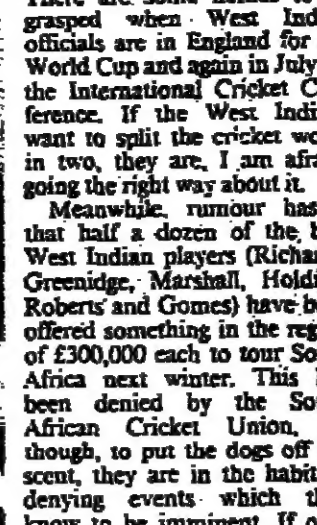 grasped when West Ind
officials are in England for
World Cup and again in July
the International Cricket C
ference. If the West Indi
want to split the cricket wo
in two, they are, I am afra
going the right way about it.
Meanwhile, rumour has
that half a dozen of the b
West Indian players (Richar
Greenidge, Marshall, Holdi
Roberts and Gomes) have be
offered something in the reg
of £300,000 each to tour Sou
Africa next winter. This h
been denied by the So
African Cricket Union,
though, to put the dogs off
scent, they are in the habit
denying events which th
know to be imminent. If o